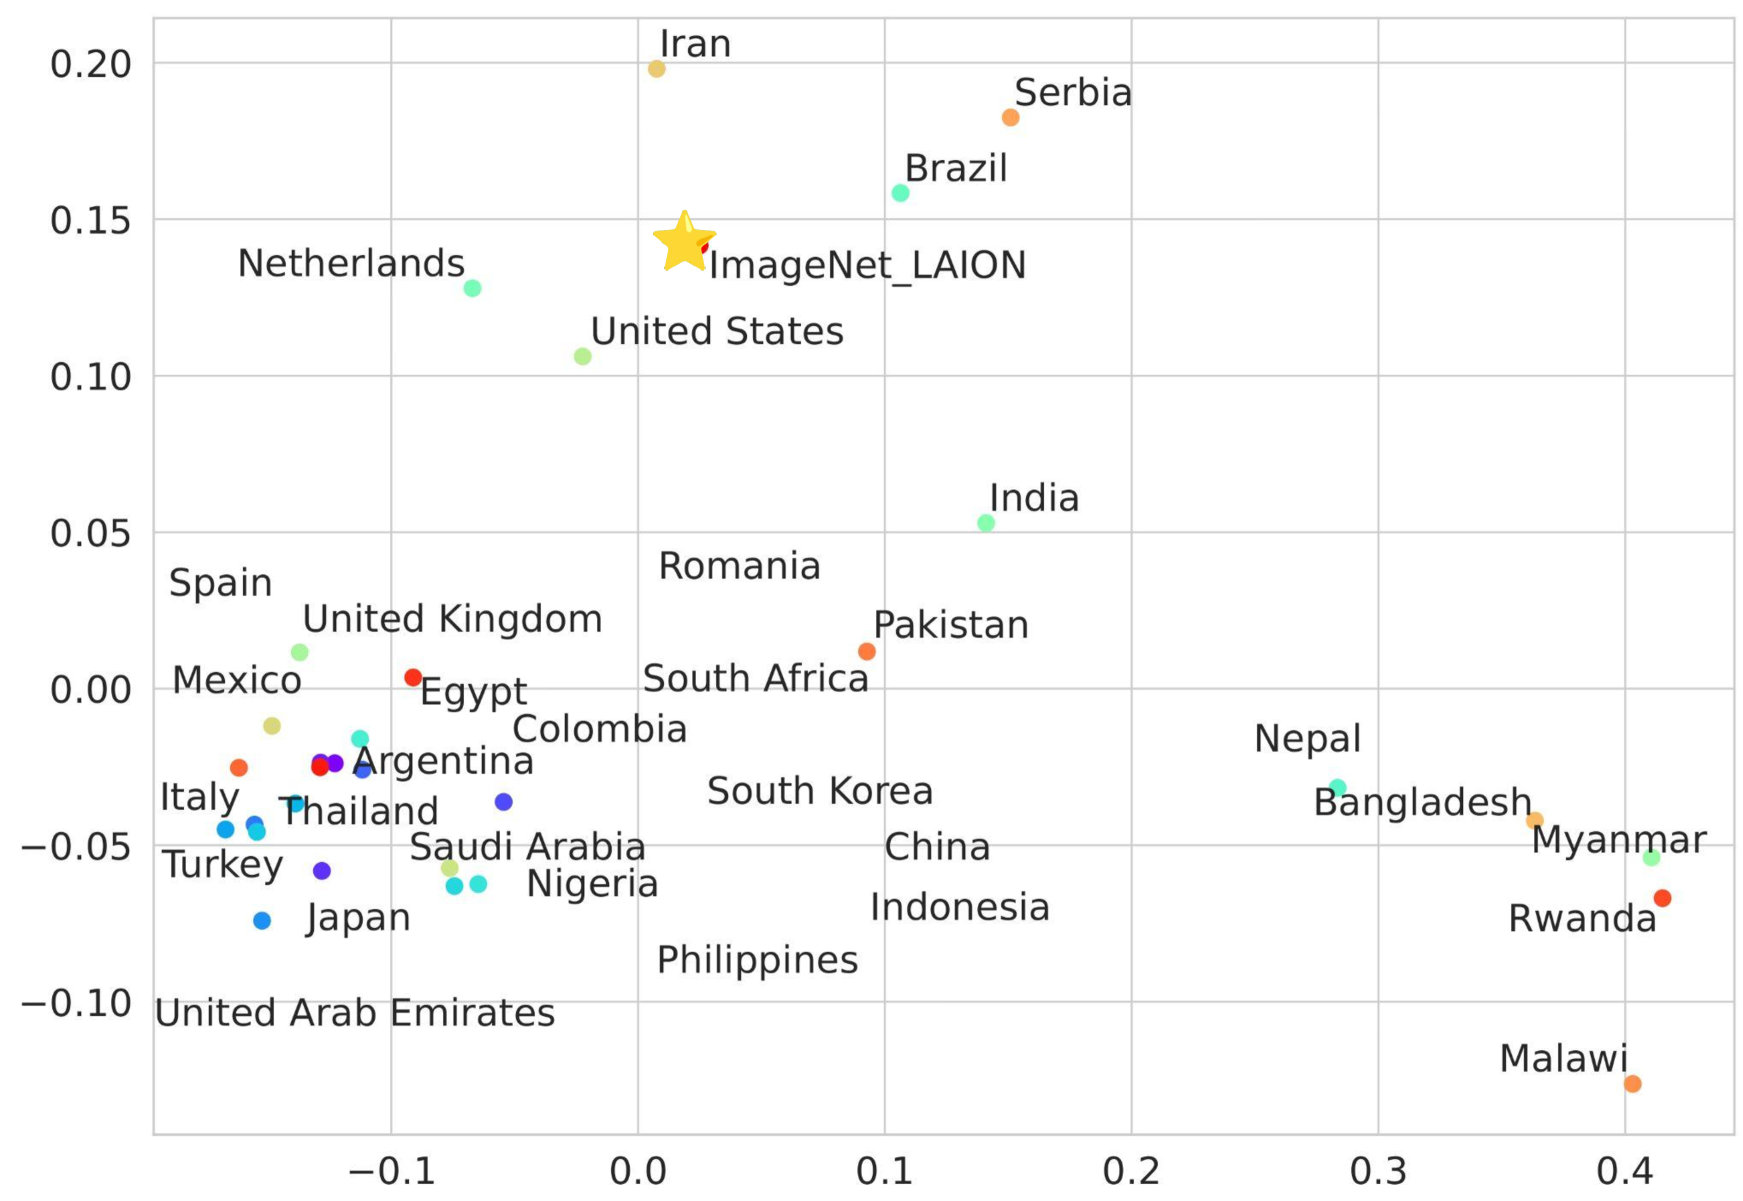 Iran
0.20
Serbia
Brazil
0.15
Netherlands
ImageNet_LAION
United States
0.10
India
0.05
Romania
Spain
United Kingdom
Pakistan
Mexico
South Africa
0.00
Egypt
Colombia
Nepal
Argentina
South Korea
Italy
Thailand
Bangladesh
Myanmar
Saudi Arabia
China
−0.05
Turkey
Nigeria
Indonesia
Japan
Rwanda
Philippines
−0.10
United Arab Emirates
Malawi
−0.1 0.0 0.1 0.2 0.3 0.4